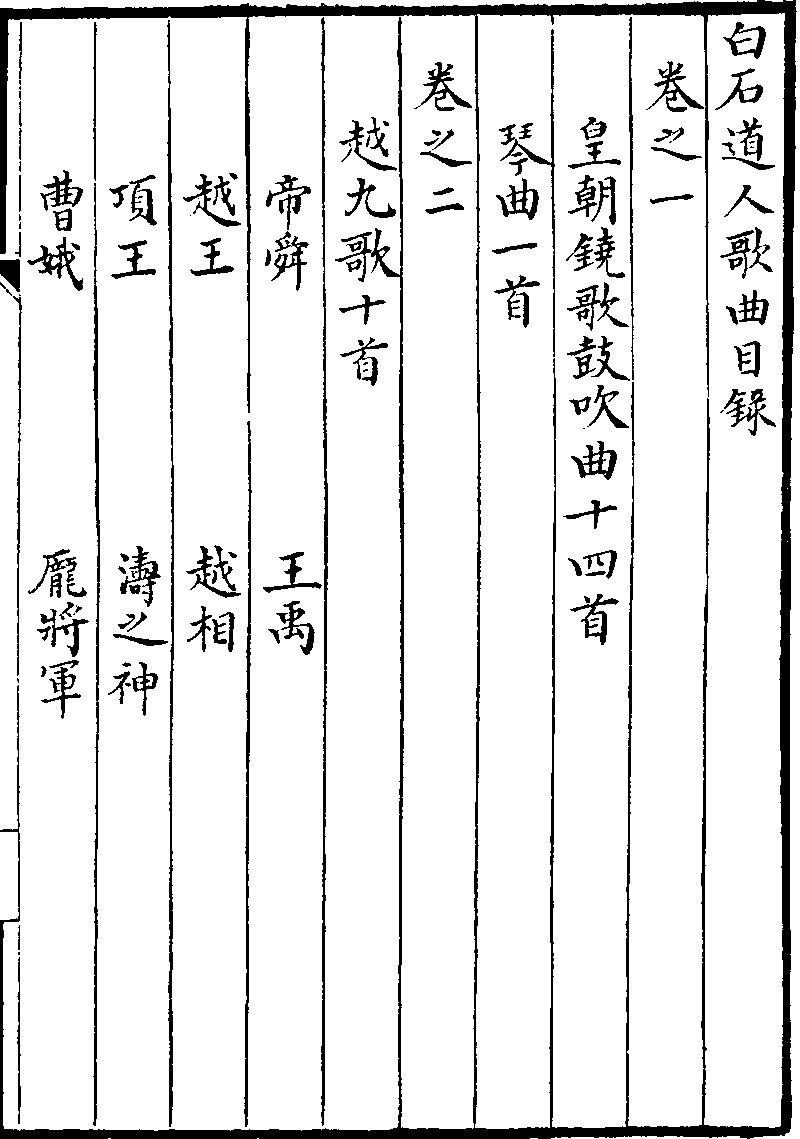 白石道人歌曲目錄
卷之一
皇朝鐃歌鼓吹曲十四首
琴曲一首
卷之二
越九歌十首
帝舜　王禹
越王　越相
項王　濤之神
曹娥　龐將軍